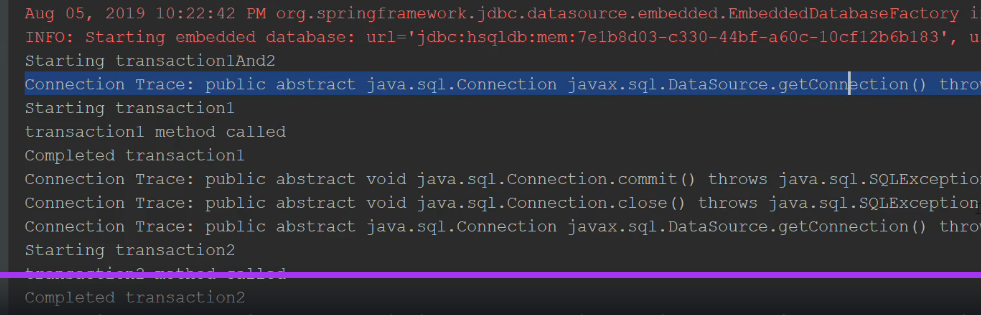 Aug 05, 2019 10:22:42 PM org.springframework.jdbc.datasource.embedded.EmbeddedDatabaseFactory i
INFO: Starting embedded database: url='jdbc:hsqldb:mem:7e1b8d03-c330-44bf-a60c-10cf12b6b183', u
Starting transaction1And2
Connection Trace: public abstract java.sql.Connection javax.sql.DataSource.getConnection() throw
Starting transaction1
transaction1 method called
Completed transaction1
Connection Trace: public abstract void java.sql.Connection.commit() throws java.sql.SQLException
Connection Trace: public abstract void java.sql.Connection.close() throws java.sql.SQLException
Connection Trace: public abstract java.sql.Connection javax.sql.DataSource.getConnection() throw
Starting transaction2
transaction2 method called
Completed transaction2